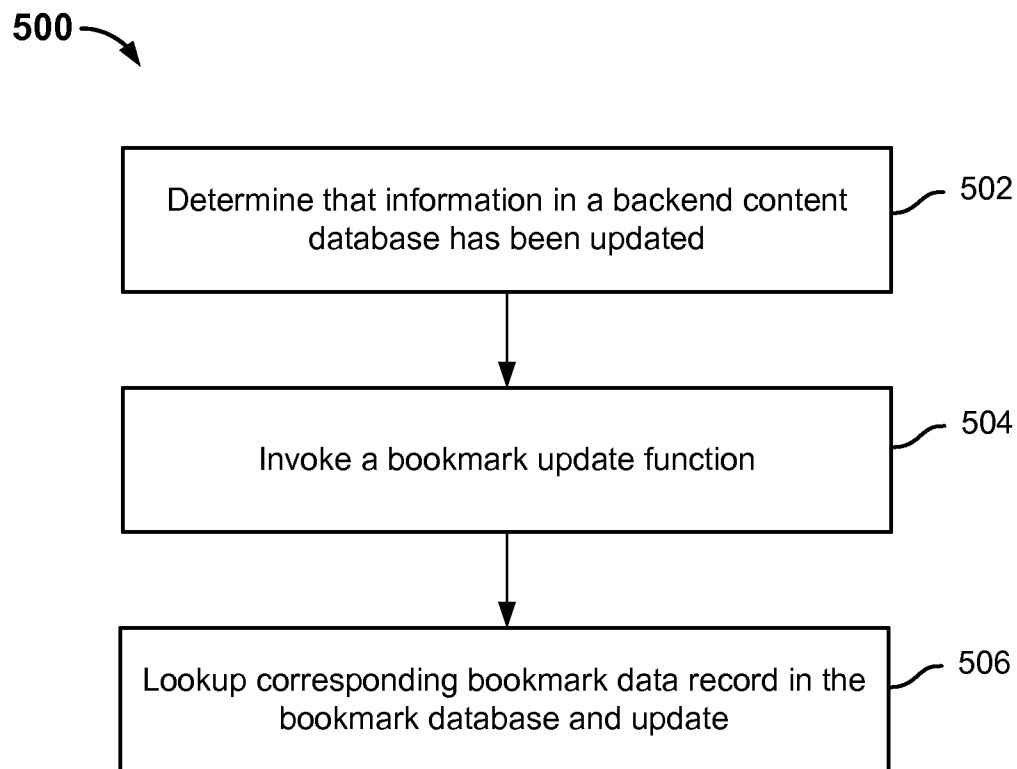 500
Determine that information in a backend content
database has been updated
502
Invoke a bookmark update function
504
Lookup corresponding bookmark data record in the
bookmark database and update
506